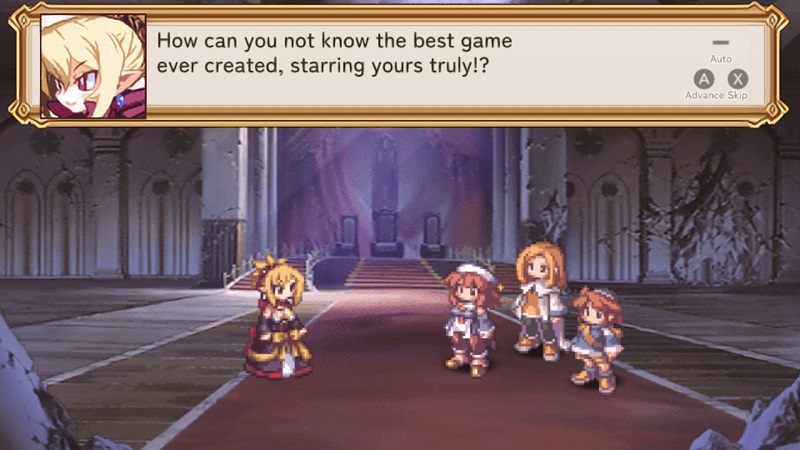 How can you not know the best game
ever created, starring yours truly!?
Auto
A X
Advance Skip